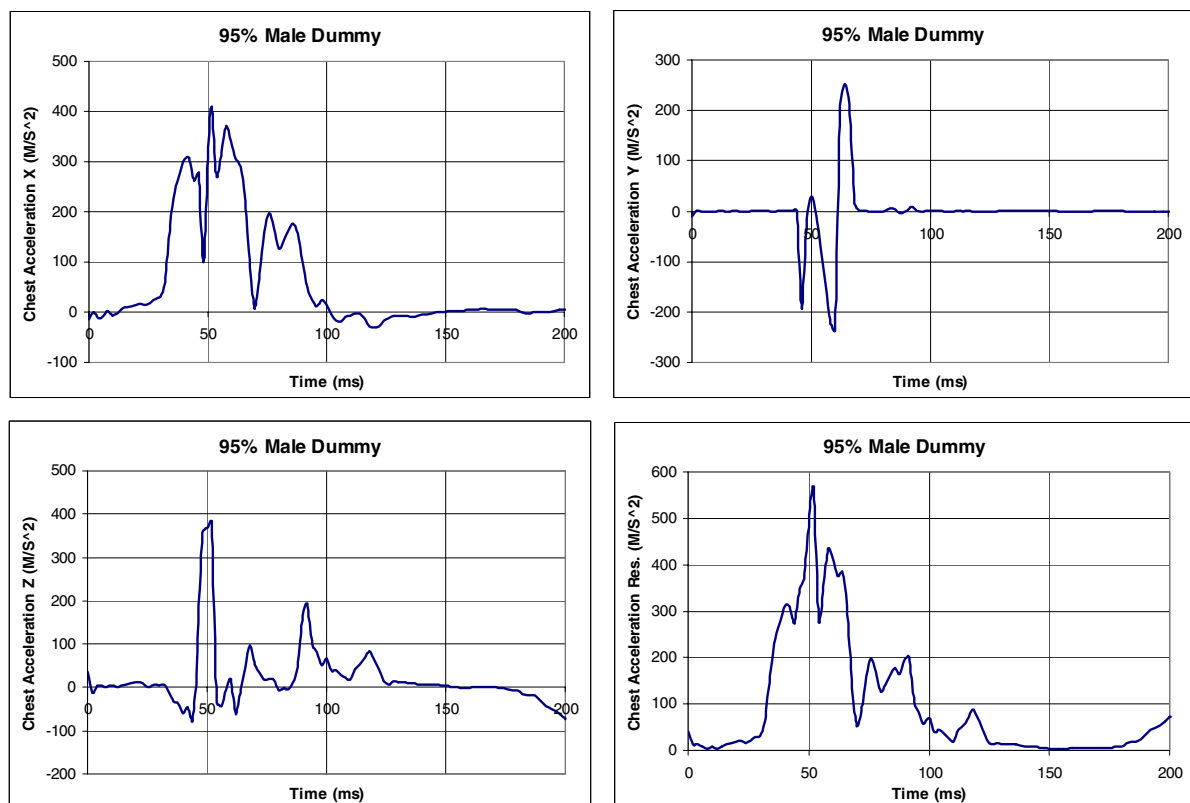 95% Male Dummy
Chest Acceleration X (M/S^2)
500
400
300
200
100
0
-100
0 50 100 150 200
Time (ms)
95% Male Dummy
Chest Acceleration Y (M/S^2)
300
200
100
0
-100
-200
-300
0 50 100 150 200
Time (ms)
95% Male Dummy
Chest Acceleration Z (M/S^2)
500
400
300
200
100
0
-100
-200
0 50 100 150 200
Time (ms)
95% Male Dummy
Chest Acceleration Res. (M/S^2)
600
500
400
300
200
100
0
0 50 100 150 200
Time (ms)